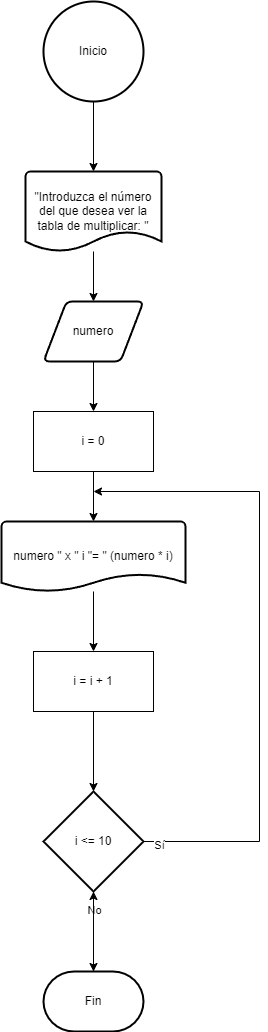 Inicio
"Introduzca el número
del que desea ver la
tabla de multiplicar: "
numero
i = 0
numero " x " i "= " (numero * i)
i = i + 1
i <= 10
Sí
No
Fin